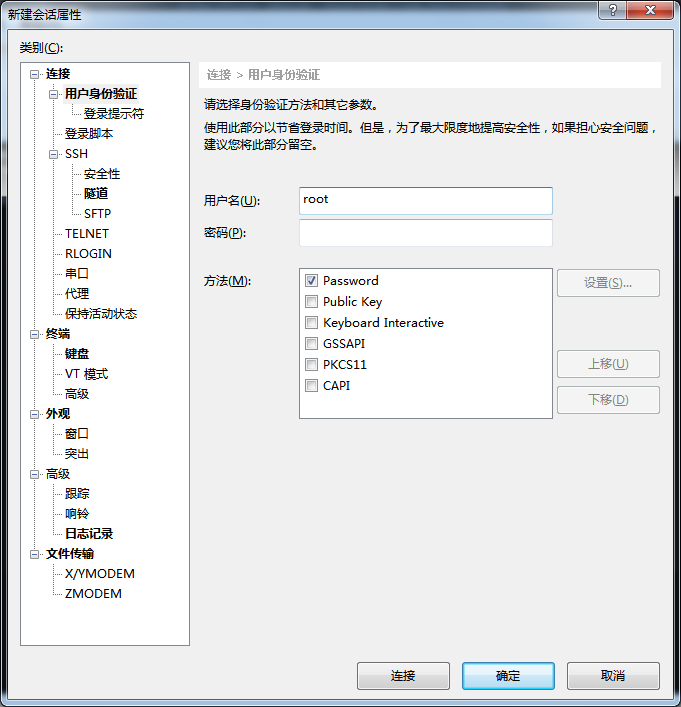 新建会话属性
类别(C):
连接
用户身份验证
登录提示符
登录脚本
SSH
安全性
隧道
SFTP
TELNET
RLOGIN
串口
代理
保持活动状态
终端
键盘
VT 模式
高级
外观
窗口
突出
高级
跟踪
响铃
日志记录
文件传输
X/YMODEM
ZMODEM
连接 > 用户身份验证
请选择身份验证方法和其它参数。
使用此部分以节省登录时间。但是，为了最大限度地提高安全性，如果担心安全问题，
建议您将此部分留空。
用户名(U):
root
密码(P):
方法(M):
Password
Public Key
Keyboard Interactive
GSSAPI
PKCS11
CAPI
设置(S)...
上移(U)
下移(D)
连接
确定
取消